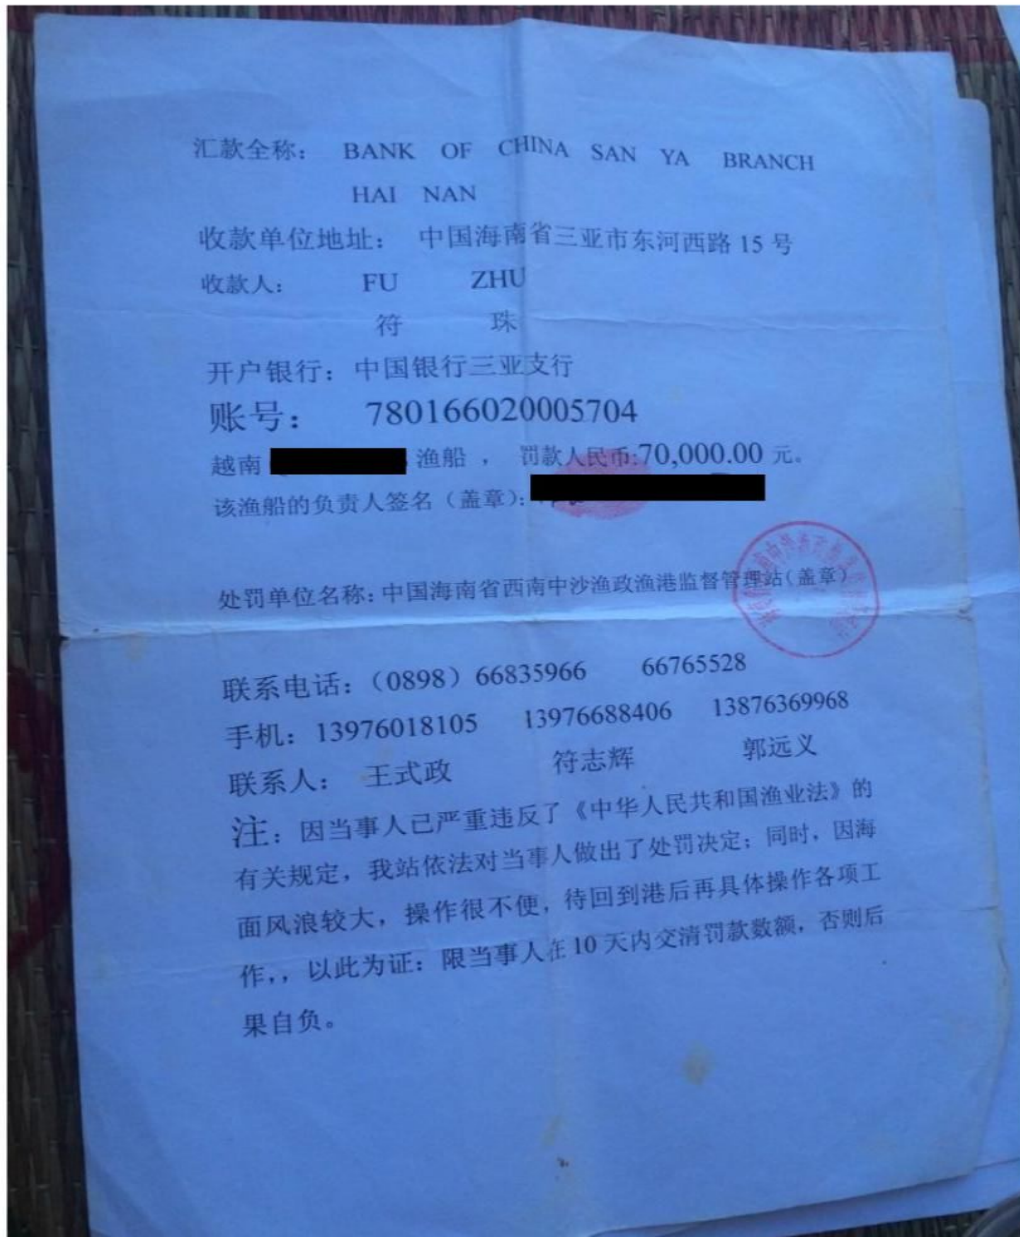 汇款全称： BANK OF CHINA SAN YA BRANCH
HAI NAN
收款单位地址： 中国海南省三亚市东河西路 15 号
收款人： FU ZHU
符 珠
开户银行：中国银行三亚支行
账号： 780166020005704
越南 渔船 ， 罚款人民币:70,000.00 元。
该渔船的负责人签名（盖章）:
处罚单位名称：中国海南省西南中沙渔政渔港监督管理站(盖章)
联系电话：（0898）66835966 66765528
手机：13976018105 13976688406 13876369968
联系人： 王式政 符志辉 郭远义
注：因当事人已严重违反了《中华人民共和国渔业法》的
有关规定，我站依法对当事人做出了处罚决定；同时，因海
面风浪较大，操作很不便，待回到港后再具体操作各项工
作，，以此为证：限当事人在 10 天内交清罚款数额，否则后
果自负。